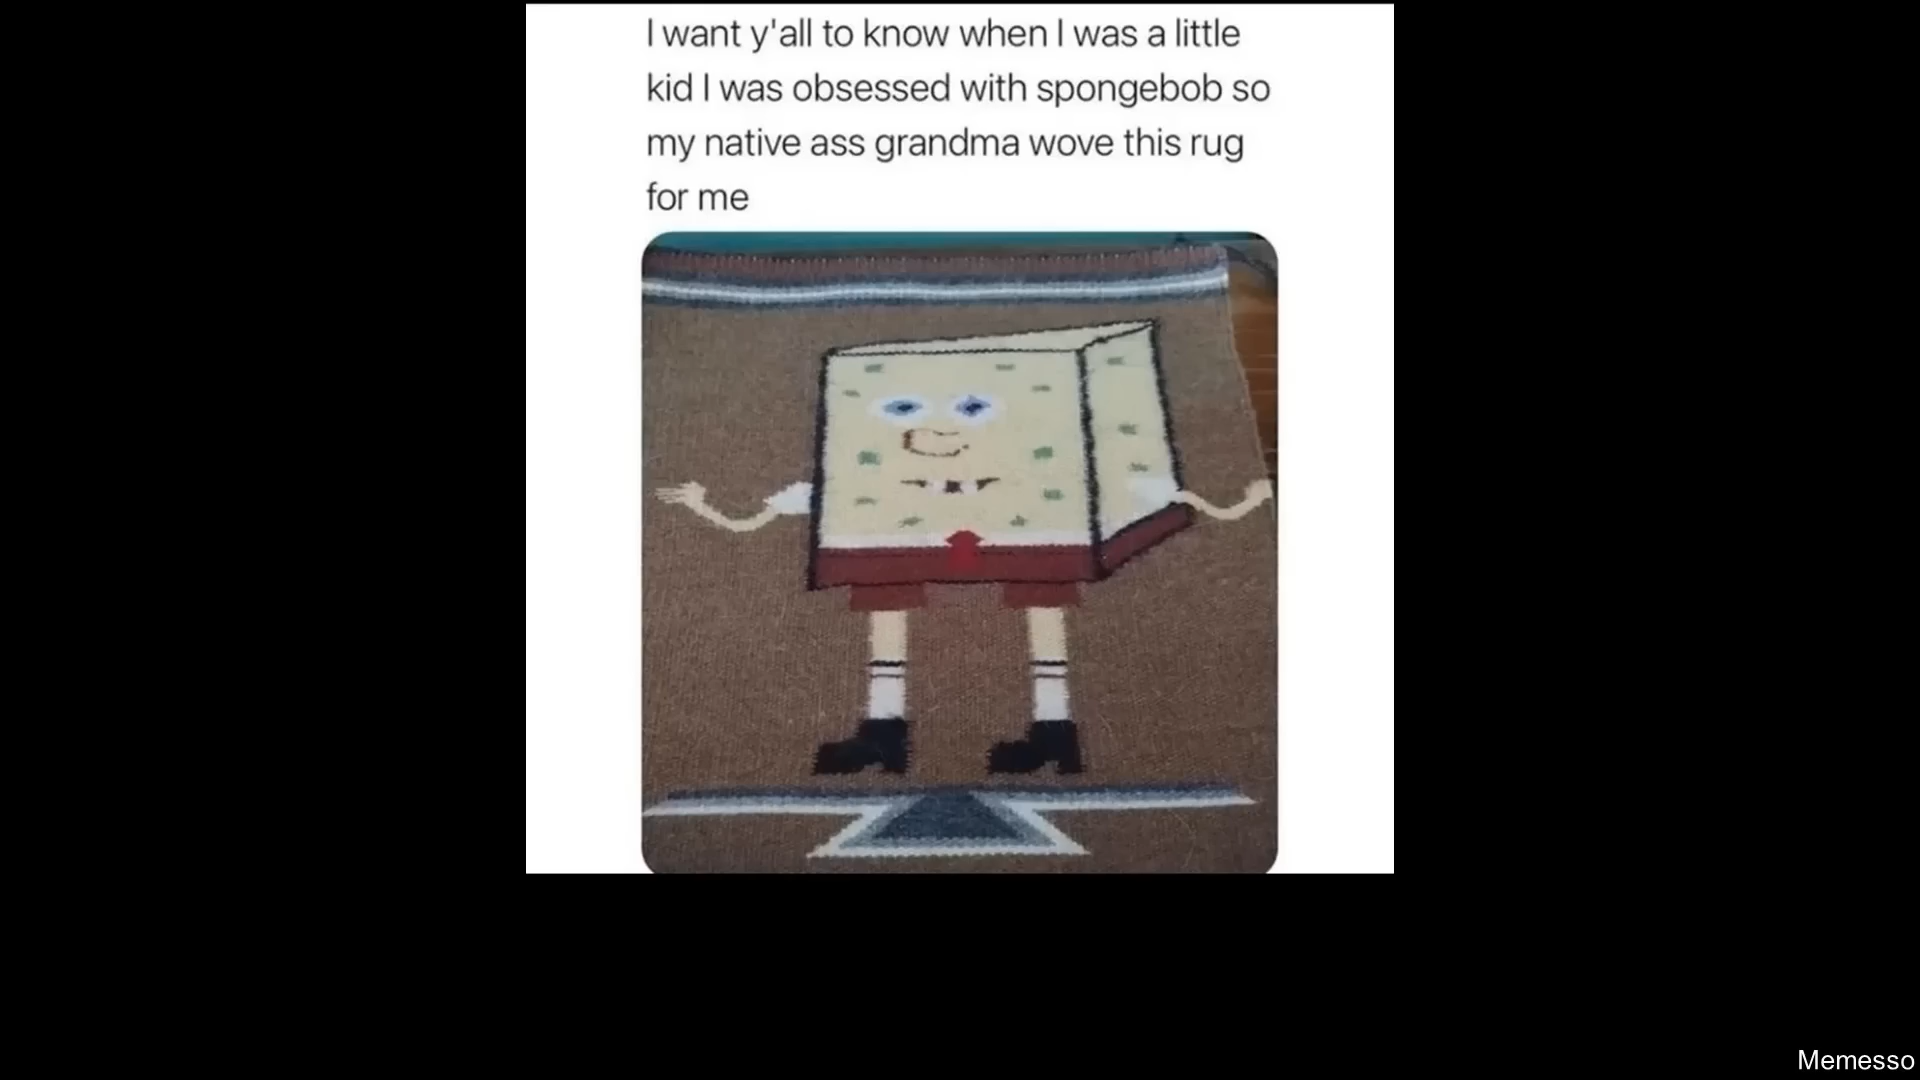 I want y'all to know when I was a little
kid I was obsessed with spongebob so
my native ass grandma wove this rug
for me
Memesso